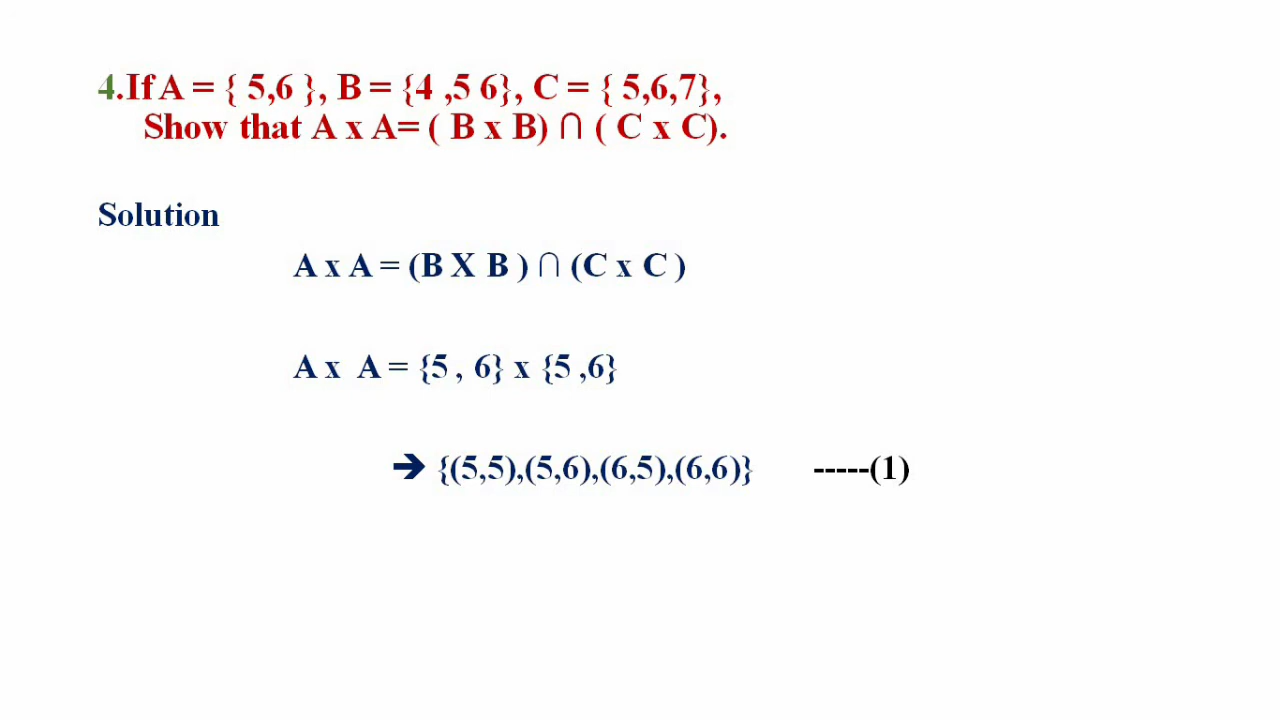 4.If A = { 5,6 }, B = {4 ,5 6}, C = { 5,6,7},
Show that A x A= ( B x B) ∩ ( C x C).
Solution
A x A = (B X B ) ∩ (C x C )
A x A = {5 , 6} x {5 ,6}
➔ {(5,5),(5,6),(6,5),(6,6)} -----(1)